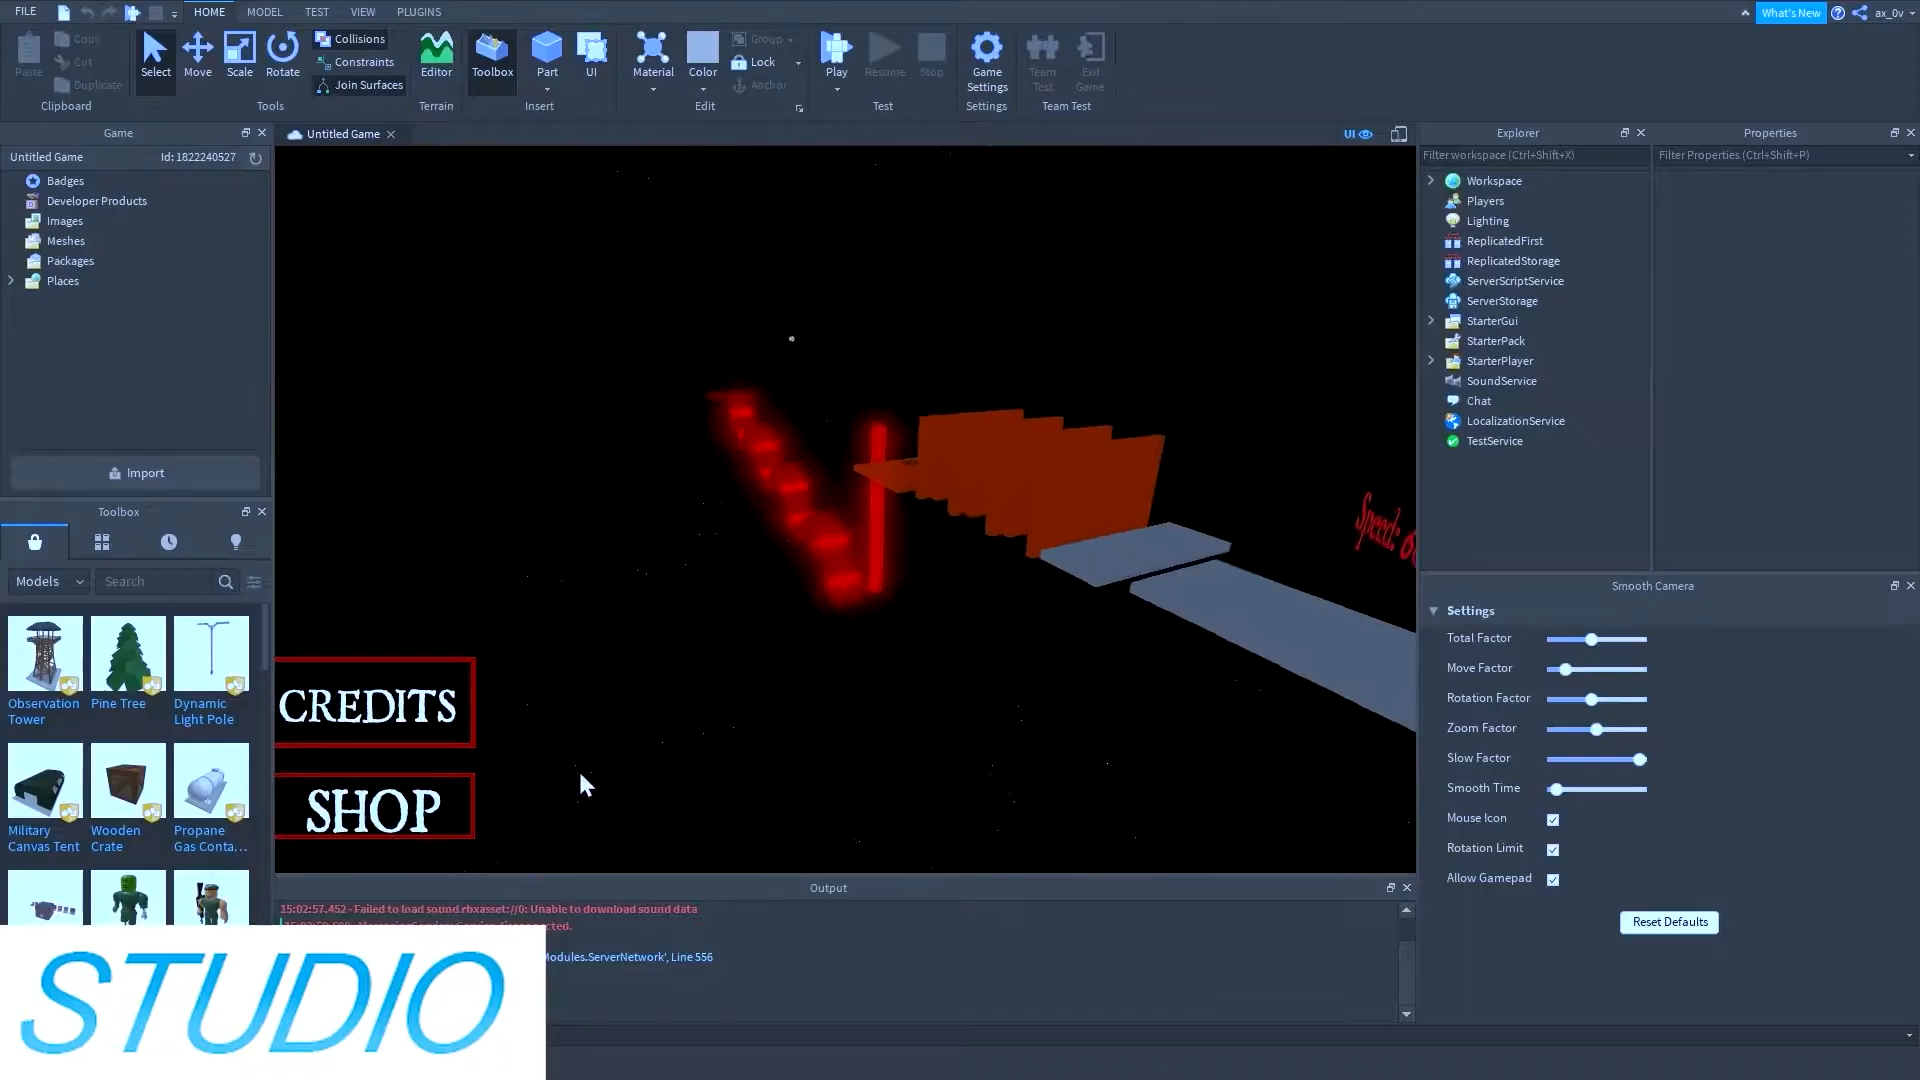 FILE HOME MODEL TEST VIEW PLUGINS What's New ax_0v
Paste Copy Cut Duplicate Clipboard
Select Move Scale Rotate Collisions Constraints Join Surfaces Tools
Editor Terrain
Toolbox Part UI Insert
Material Color Group Lock Anchor Edit
Play Resume Stop Test
Game Settings Settings
Team Test Exit Game Team Test
Game
Untitled Game Id: 1822240527
Badges
Developer Products
Images
Meshes
Packages
Places
Import
Toolbox
Models Search
Observation Tower
Pine Tree
Dynamic Light Pole
Military Canvas Tent
Wooden Crate
Propane Gas Conta...
Untitled Game UI
Speed:
CREDITS
SHOP
Output
15:02:57.452 - Failed to load sound rbxasset://0: Unable to download sound data
Modules.ServerNetwork', Line 556
STUDIO
Explorer
Filter workspace (Ctrl+Shift+X)
Workspace
Players
Lighting
ReplicatedFirst
ReplicatedStorage
ServerScriptService
ServerStorage
StarterGui
StarterPack
StarterPlayer
SoundService
Chat
LocalizationService
TestService
Properties
Filter Properties (Ctrl+Shift+P)
Smooth Camera
Settings
Total Factor
Move Factor
Rotation Factor
Zoom Factor
Slow Factor
Smooth Time
Mouse Icon
Rotation Limit
Allow Gamepad
Reset Defaults